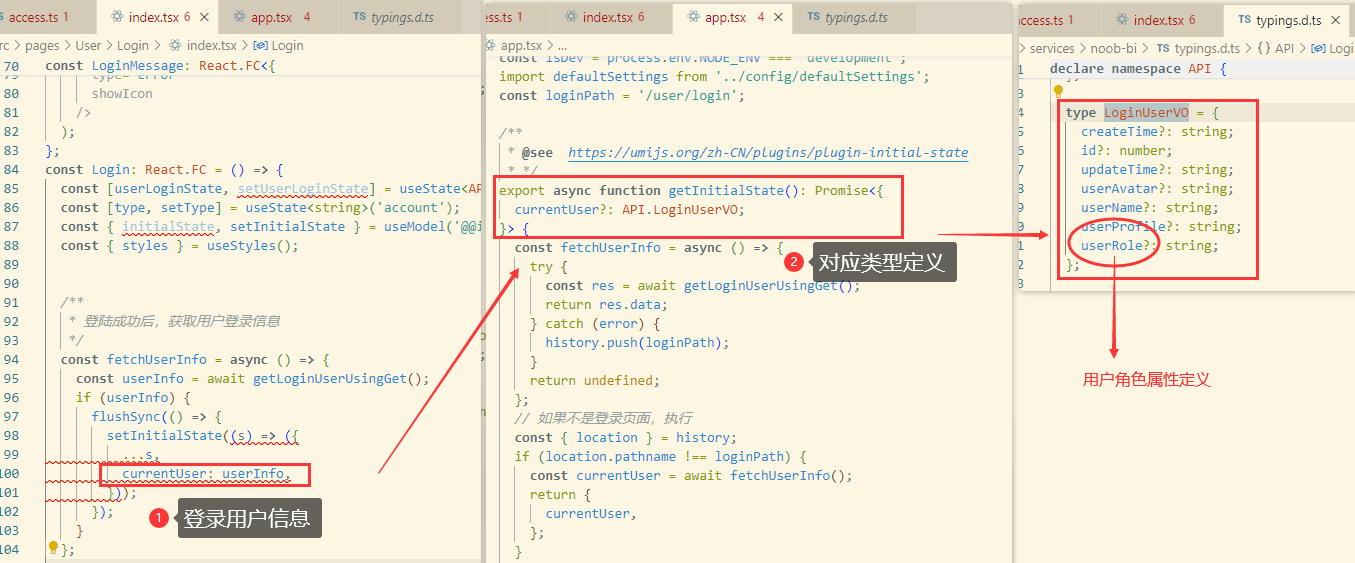 access.ts 1
index.tsx 6
app.tsx 4
typings.d.ts
rc > pages > User > Login > index.tsx > Login
70 const LoginMessage: React.FC<{
80 showIcon
81 />
82 );
83 };
84 const Login: React.FC = () => {
85 const [userLoginState, setUserLoginState] = useState<AP
86 const [type, setType] = useState<string>('account');
87 const { initialState, setInitialState } = useModel('@@i
88 const { styles } = useStyles();
89
90
91 /**
92 * 登陆成功后，获取用户登录信息
93 */
94 const fetchUserInfo = async () => {
95 const userInfo = await getLoginUserUsingGet();
96 if (userInfo) {
97 flushSync(() => {
98 setInitialState((s) => ({
99 ...s,
100 currentUser: userInfo,
101 }));
102 });
103 }
104 };
1 登录用户信息
ess.ts 1
index.tsx 6
app.tsx 4
typings.d.ts
app.tsx > ...
const isDev = process.env.NODE_ENV === 'development';
import defaultSettings from '../config/defaultSettings';
const loginPath = '/user/login';
/**
* @see https://umijs.org/zh-CN/plugins/plugin-initial-state
* */
export async function getInitialState(): Promise<{
currentUser?: API.LoginUserVO;
}> {
const fetchUserInfo = async () => {
try {
const res = await getLoginUserUsingGet();
return res.data;
} catch (error) {
history.push(loginPath);
}
return undefined;
};
// 如果不是登录页面，执行
const { location } = history;
if (location.pathname !== loginPath) {
const currentUser = await fetchUserInfo();
return {
currentUser,
};
}
2 对应类型定义
ccess.ts 1
index.tsx 6
typings.d.ts
> services > noob-bi > typings.d.ts > {} API > Logi
1 declare namespace API {
3
4 type LoginUserVO = {
5 createTime?: string;
6 id?: number;
7 updateTime?: string;
8 userAvatar?: string;
9 userName?: string;
0 userProfile?: string;
1 userRole?: string;
2 };
3
用户角色属性定义